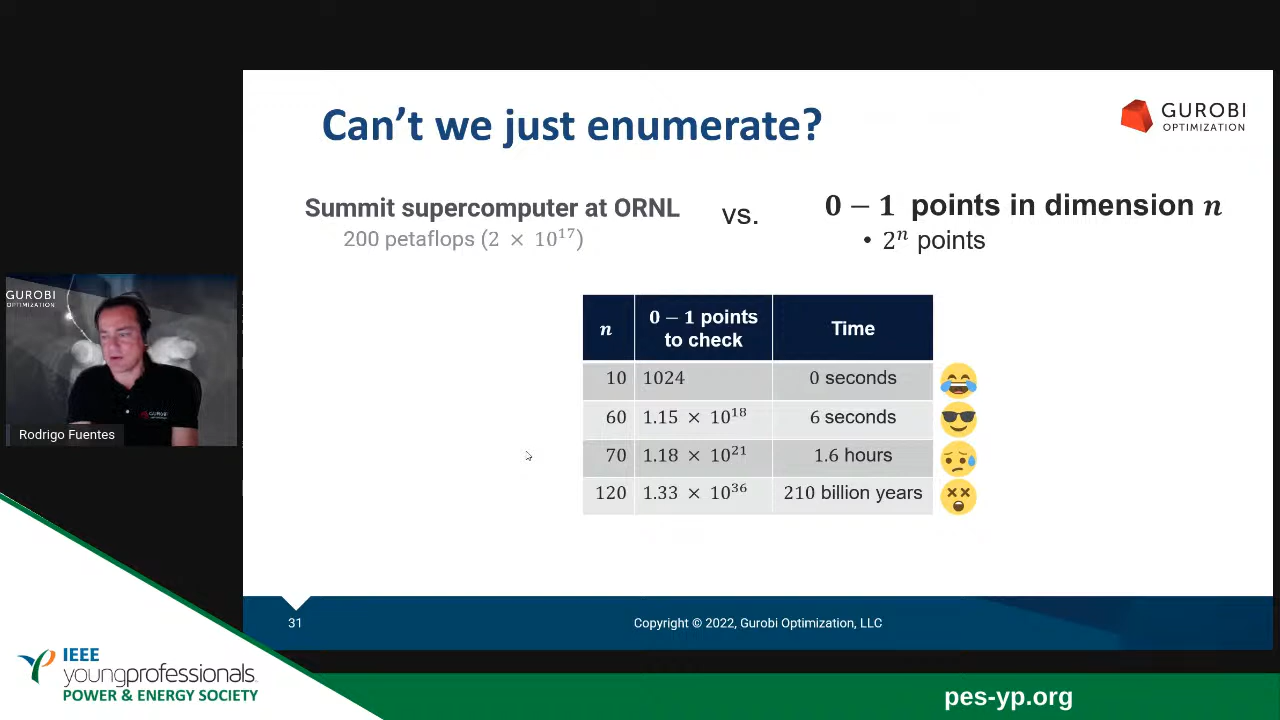 Can't we just enumerate?
GUROBI
OPTIMIZATION
Summit supercomputer at ORNL
200 petaflops (2 × 10¹⁷)
vs.
0 − 1 points in dimension n
• 2ⁿ points
n
0 − 1 points
to check
Time
10 1024 0 seconds
60 1.15 × 10¹⁸ 6 seconds
70 1.18 × 10²¹ 1.6 hours
120 1.33 × 10³⁶ 210 billion years
GUROBI
OPTIMIZATION
GUROBI
Rodrigo Fuentes
31
Copyright © 2022, Gurobi Optimization, LLC
IEEE
youngprofessionals
POWER & ENERGY SOCIETY
pes-yp.org